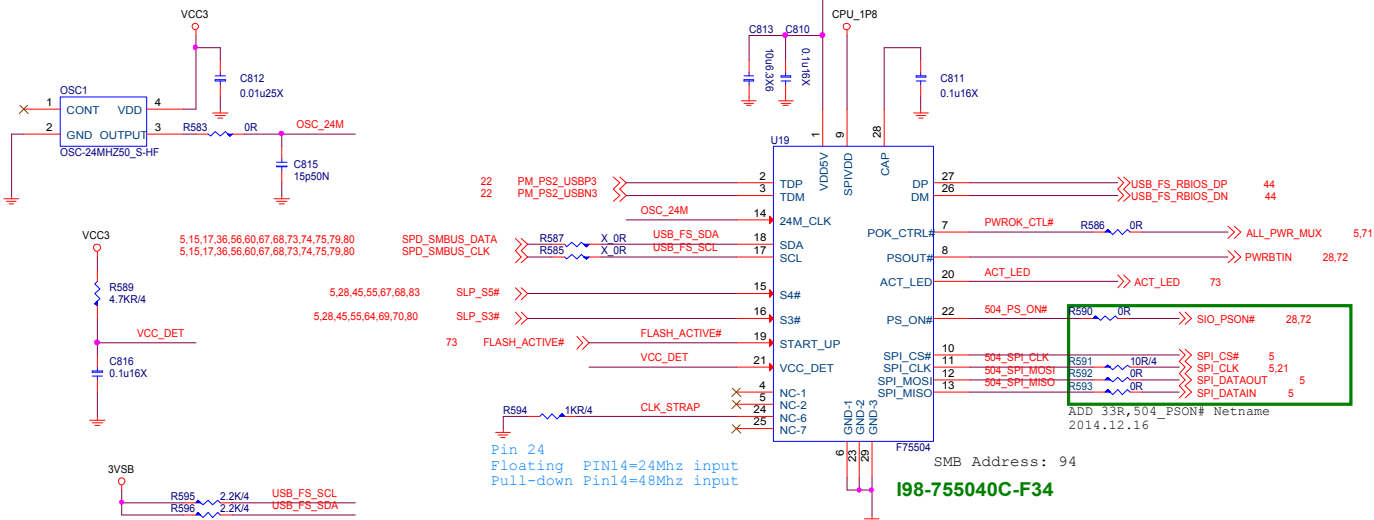 VCC3
C812
0.01u25X
OSC1
1 CONT VDD 4
2 GND OUTPUT 3
OSC-24MHZ50_S-HF
R583 0R OSC_24M
C815
15p50N
VCC3
R589
4.7KR/4
VCC_DET
C816
0.1u16X
3VSB
R595 2.2K/4 USB_FS_SCL
R596 2.2K/4 USB_FS_SDA
C813 C810 CPU_1P8
10u6.3X6
0.1u16X
C811
0.1u16X
U19
1 9 28
VDD5V SPIVDD CAP
22 PM_PS2_USBP3 2 TDP
22 PM_PS2_USBN3 3 TDM
OSC_24M 14 24M_CLK
5,15,17,36,56,60,67,68,73,74,75,79,80 SPD_SMBUS_DATA R587 X_0R USB_FS_SDA 18 SDA
5,15,17,36,56,60,67,68,73,74,75,79,80 SPD_SMBUS_CLK R585 X_0R USB_FS_SCL 17 SCL
5,28,45,55,67,68,83 SLP_S5# 15 S4#
5,28,45,55,64,69,70,80 SLP_S3# 16 S3#
73 FLASH_ACTIVE# FLASH_ACTIVE# 19 START_UP
VCC_DET 21 VCC_DET
4 NC-1
5 NC-2
R594 1KR/4 CLK_STRAP 24 NC-6
25 NC-7
GND-1 GND-2 GND-3
6 23 29
F75504
DP 27 USB_FS_RBIOS_DP 44
DM 26 USB_FS_RBIOS_DN 44
POK_CTRL# 7 PWROK_CTL# R586 0R ALL_PWR_MUX 5,71
PSOUT# 8 PWRBTIN 28,72
ACT_LED 20 ACT_LED ACT_LED 73
PS_ON# 22 504_PS_ON# R590 0R SIO_PSON# 28,72
SPI_CS# 10 SPI_CS# 5
SPI_CLK 11 504_SPI_CLK R591 10R/4 SPI_CLK 5,21
SPI_MOSI 12 504_SPI_MOSI R592 0R SPI_DATAOUT 5
SPI_MISO 13 504_SPI_MISO R593 0R SPI_DATAIN 5
ADD 33R,504_PSON# Netname
2014.12.16
Pin 24
Floating PIN14=24Mhz input
Pull-down Pin14=48Mhz input
SMB Address: 94
I98-755040C-F34